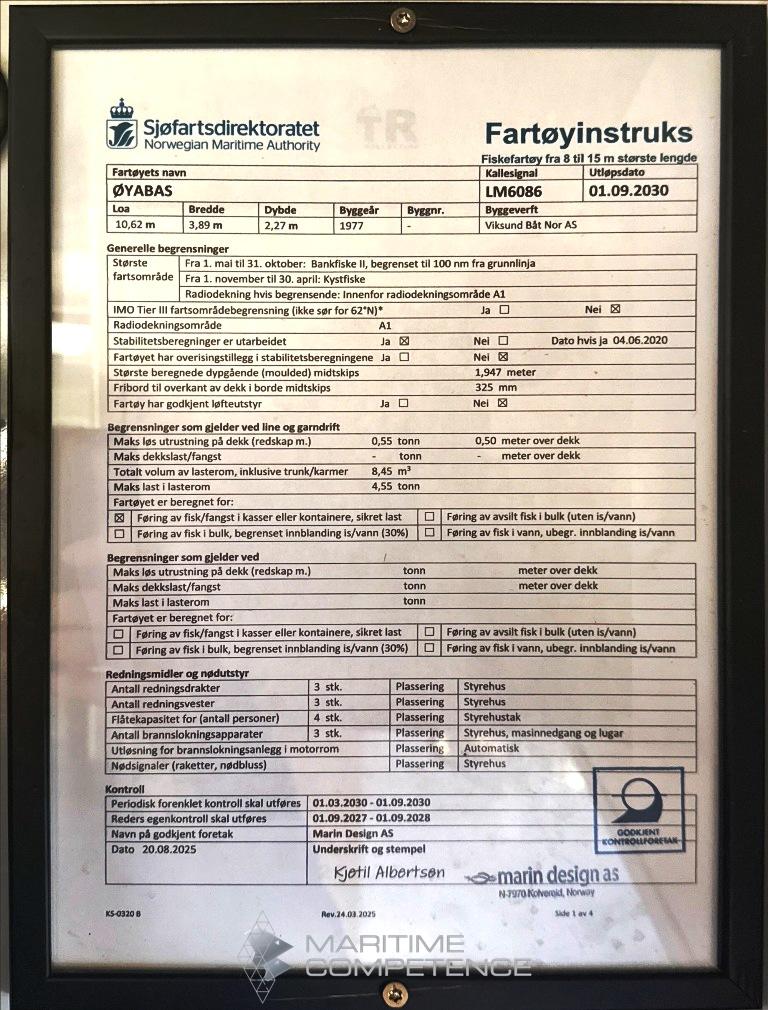 TR
Sjøfartsdirektoratet
Norwegian Maritime Authority
Fartøyinstruks
Fiskefartøy fra 8 til 15 m største lengde
Fartøyets navn Kallesignal Utløpsdato
ØYABAS LM6086 01.09.2030
Loa Bredde Dybde Byggeår Byggnr. Byggeverft
10,62 m 3,89 m 2,27 m 1977 - Viksund Båt Nor AS
Generelle begrensninger
Største fartsområde Fra 1. mai til 31. oktober: Bankfiske II, begrenset til 100 nm fra grunnlinja
Fra 1. november til 30. april: Kystfiske
Radiodekning hvis begrensende: Innenfor radiodekningsområde A1
IMO Tier III fartsområdebegrensning (ikke sør for 62°N)* Ja ☐ Nei ☒
Radiodekningsområde A1
Stabilitetsberegninger er utarbeidet Ja ☒ Nei ☐ Dato hvis ja 04.06.2020
Fartøyet har overisingstillegg i stabilitetsberegningene Ja ☐ Nei ☒
Største beregnede dypgående (moulded) midtskips 1,947 meter
Fribord til overkant av dekk i borde midtskips 325 mm
Fartøy har godkjent løfteutstyr Ja ☐ Nei ☒
Begrensninger som gjelder ved line og garndrift
Maks løs utrustning på dekk (redskap m.) 0,55 tonn 0,50 meter over dekk
Maks dekkslast/fangst - tonn - meter over dekk
Totalt volum av lasterom, inklusive trunk/karmer 8,45 m³
Maks last i lasterom 4,55 tonn
Fartøyet er beregnet for:
☒ Føring av fisk/fangst i kasser eller kontainere, sikret last ☐ Føring av avsilt fisk i bulk (uten is/vann)
☐ Føring av fisk i bulk, begrenset innblanding is/vann (30%) ☐ Føring av fisk i vann, ubegr. innblanding is/vann
Begrensninger som gjelder ved
Maks løs utrustning på dekk (redskap m.) tonn meter over dekk
Maks dekkslast/fangst tonn meter over dekk
Maks last i lasterom tonn
Fartøyet er beregnet for:
☐ Føring av fisk/fangst i kasser eller kontainere, sikret last ☐ Føring av avsilt fisk i bulk (uten is/vann)
☐ Føring av fisk i bulk, begrenset innblanding is/vann (30%) ☐ Føring av fisk i vann, ubegr. innblanding is/vann
Redningsmidler og nødutstyr
Antall redningsdrakter 3 stk. Plassering Styrehus
Antall redningsvester 3 stk. Plassering Styrehus
Flåtekapasitet for (antall personer) 4 stk. Plassering Styrehustak
Antall brannslokningsapparater 3 stk. Plassering Styrehus, masinnedgang og lugar
Utløsning for brannslokningsanlegg i motorrom Plassering Automatisk
Nødsignaler (raketter, nødbluss) Plassering Styrehus
Kontroll
Periodisk forenklet kontroll skal utføres 01.03.2030 - 01.09.2030
Reders egenkontroll skal utføres 01.09.2027 - 01.09.2028
Navn på godkjent foretak Marin Design AS
Dato 20.08.2025 Underskrift og stempel
GODKJENT
KONTROLLFORETAK
Kjetil Albertsen
marin design as
N-7970 Kolvereid, Norway
KS-0320 B Rev.24.03.2025 Side 1 av 4
MARITIME
COMPETENCE